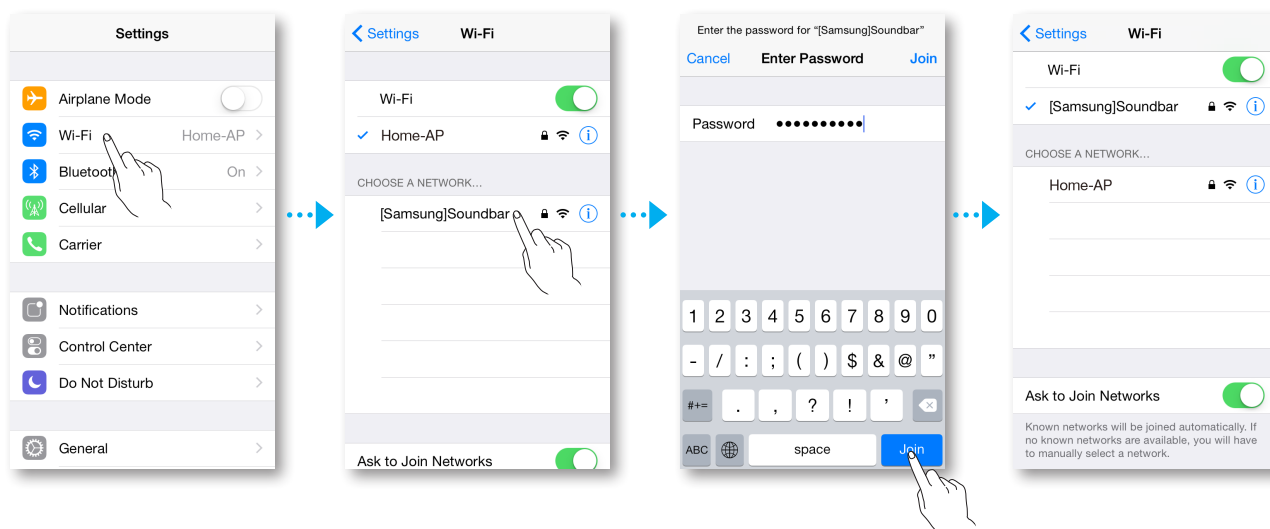 Settings
Airplane Mode
Wi-Fi Home-AP
On
Cellular
Carrier
Notifications
Control Center
Do Not Disturb
General
Settings Wi-Fi
Wi-Fi
Home-AP
CHOOSE A NETWORK...
[Samsung]Soundbar
Ask to Join Networks
Enter the password for “[Samsung]Soundbar”
Cancel Enter Password Join
Password ••••••••••
1 2 3 4 5 6 7 8 9 0
- / : ; ( ) $ & @ ”
#+= . , ? ! ’
ABC space Join
Settings Wi-Fi
Wi-Fi
[Samsung]Soundbar
CHOOSE A NETWORK...
Home-AP
Ask to Join Networks
Known networks will be joined automatically. If
no known networks are available, you will have
to manually select a network.